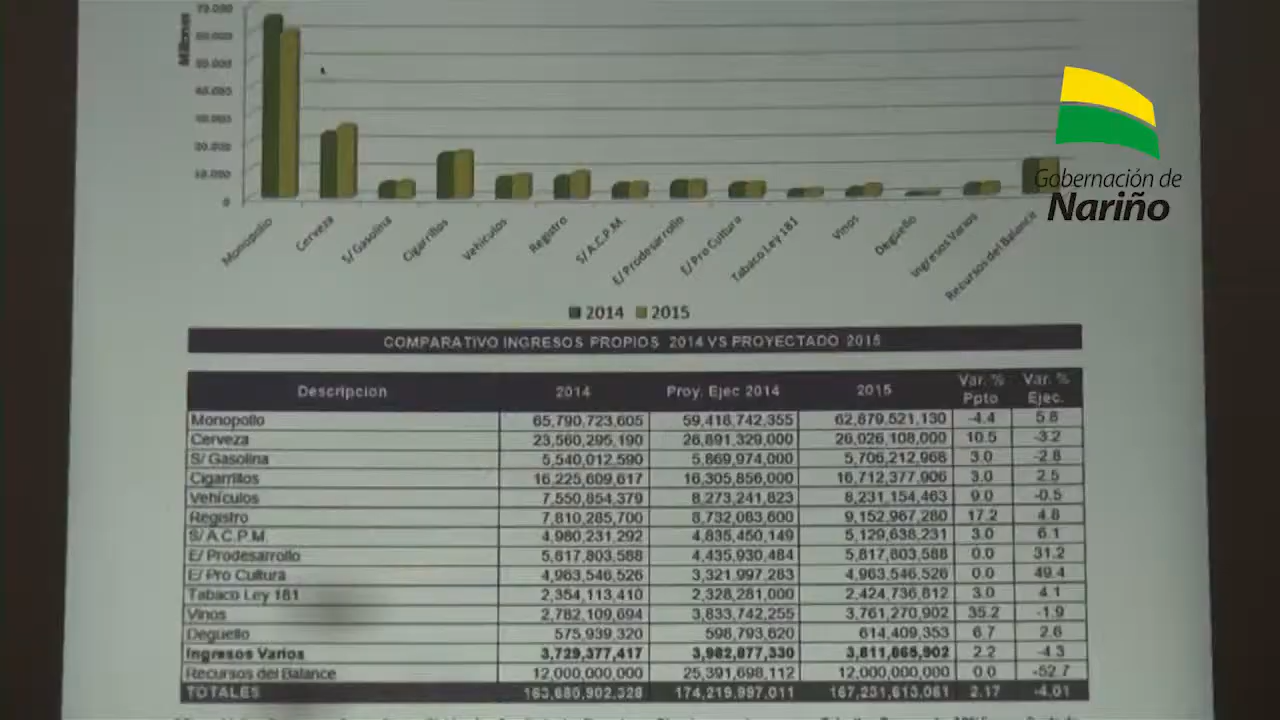 Millones
70.000
60.000
50.000
40.000
30.000
20.000
10.000
0
Monopolio
Cerveza
S/ Gasolina
Cigarrillos
Vehículos
Registro
S/ A.C.P.M.
E/ Prodesarrollo
E/ Pro Cultura
Tabaco Ley 181
Vinos
Degüello
Ingresos Varios
Recursos del Balance
Gobernación de
Nariño
2014 2015
COMPARATIVO INGRESOS PROPIOS 2014 VS PROYECTADO 2015
Descripcion 2014 Proy. Ejec 2014 2015 Var. % Ppto Var. % Ejec.
Monopolio 65,790,723,605 59,418,742,355 62,879,521,130 -4.4 5.8
Cerveza 23,560,295,190 26,891,329,000 26,026,108,000 10.5 -3.2
S/ Gasolina 5,540,012,590 5,869,974,000 5,706,212,968 3.0 -2.8
Cigarrillos 16,225,609,617 16,305,856,000 16,712,377,906 3.0 2.5
Vehículos 7,550,854,379 8,273,241,823 8,231,154,463 9.0 -0.5
Registro 7,810,285,700 8,732,083,600 9,152,967,280 17.2 4.8
S/ A.C.P.M. 4,980,231,292 4,835,450,149 5,129,638,231 3.0 6.1
E/ Prodesarrollo 5,817,803,588 4,435,930,484 5,817,803,588 0.0 31.2
E/ Pro Cultura 4,963,546,526 3,321,997,283 4,963,546,526 0.0 49.4
Tabaco Ley 181 2,354,113,410 2,328,281,000 2,424,736,812 3.0 4.1
Vinos 2,782,109,694 3,833,742,255 3,761,270,902 35.2 -1.9
Degüello 575,939,320 598,793,620 614,409,353 6.7 2.6
Ingresos Varios 3,729,377,417 3,982,877,330 3,811,865,902 2.2 -4.3
Recursos del Balance 12,000,000,000 25,391,698,112 12,000,000,000 0.0 -52.7
TOTALES 163,680,902,328 174,219,997,011 167,231,613,061 2.17 -4.01